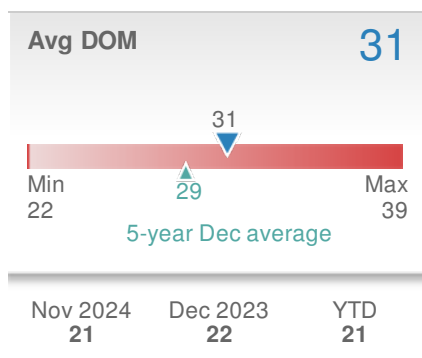 Avg DOM 31
31
Min Max
22 39
29
5-year Dec average
Nov 2024 Dec 2023 YTD
21 22 21